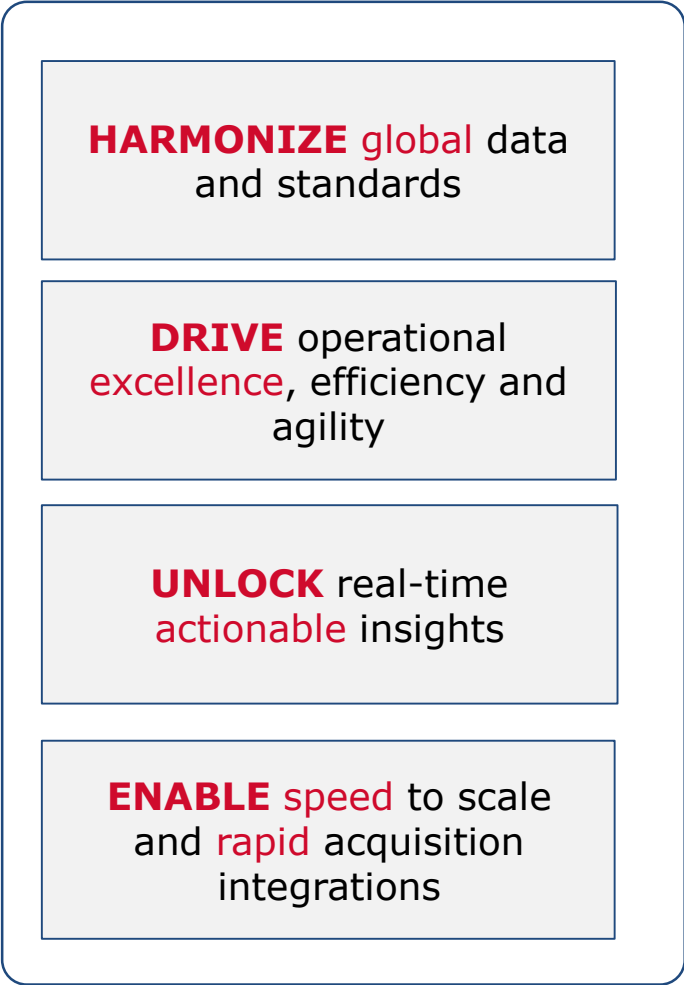 HARMONIZE global data
and standards
DRIVE operational
excellence, efficiency and
agility
UNLOCK real-time
actionable insights
ENABLE speed to scale
and rapid acquisition
integrations